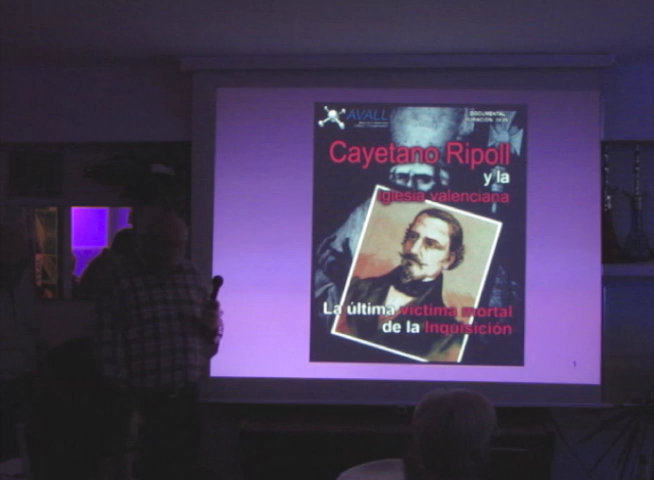 AVALL
DOCUMENTAL
Cayetano Ripoll
y la
iglesia valenciana
La última víctima mortal
de la Inquisición